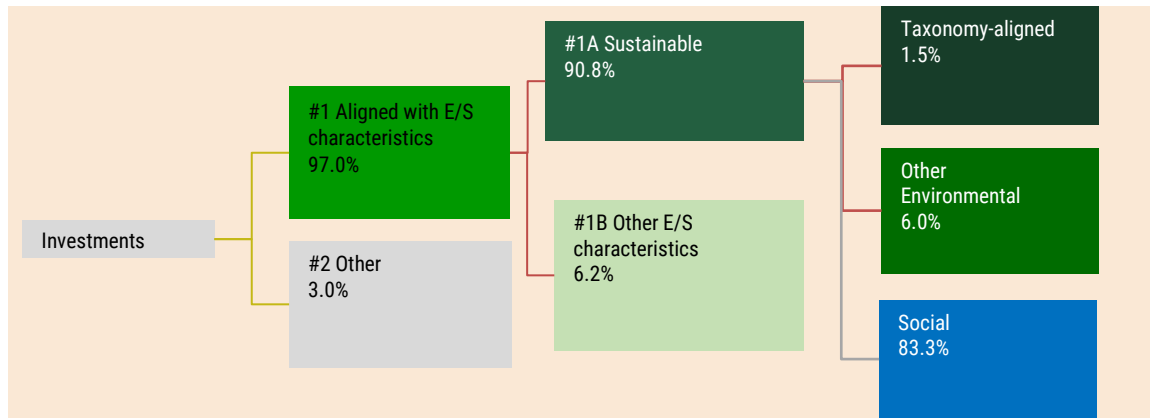 Investments
#1 Aligned with E/S
characteristics
97.0%
#2 Other
3.0%
#1A Sustainable
90.8%
#1B Other E/S
characteristics
6.2%
Taxonomy-aligned
1.5%
Other
Environmental
6.0%
Social
83.3%